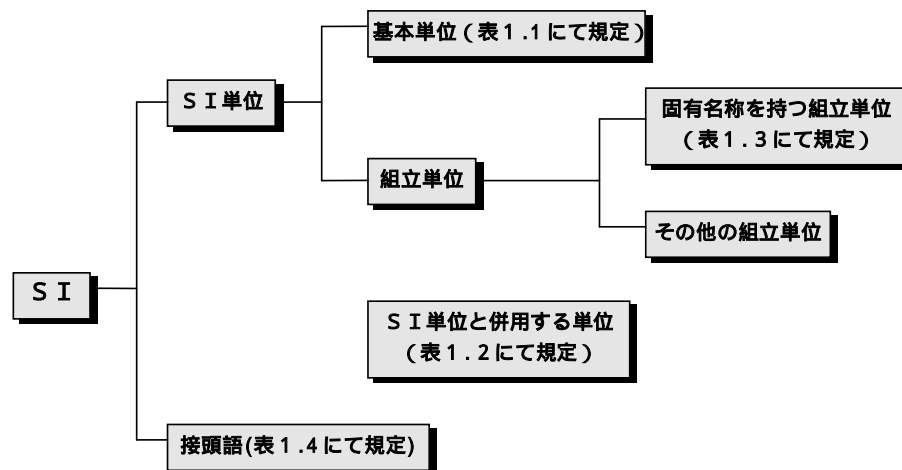 基本単位（表１.１にて規定）
ＳＩ単位
固有名称を持つ組立単位
（表１．３にて規定）
組立単位
その他の組立単位
ＳＩ
ＳＩ単位と併用する単位
（表１．２にて規定）
接頭語(表１.４にて規定)